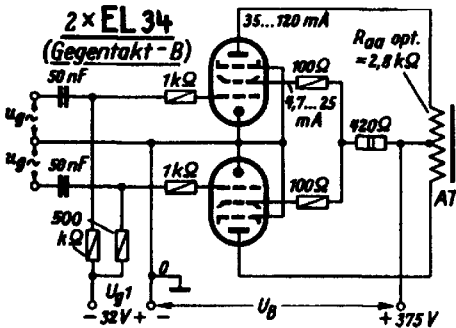 2 × EL 34
(Gegentakt-B)
35...120 mA
Raa opt.
= 2,8 kΩ
50 nF
1 kΩ
100 Ω
4,7...25
mA
420 Ω
ug~
ug~
50 nF
1 kΩ
100 Ω
AT
500
kΩ
Ug1
0
- 32V +
-
UB
+ 375 V